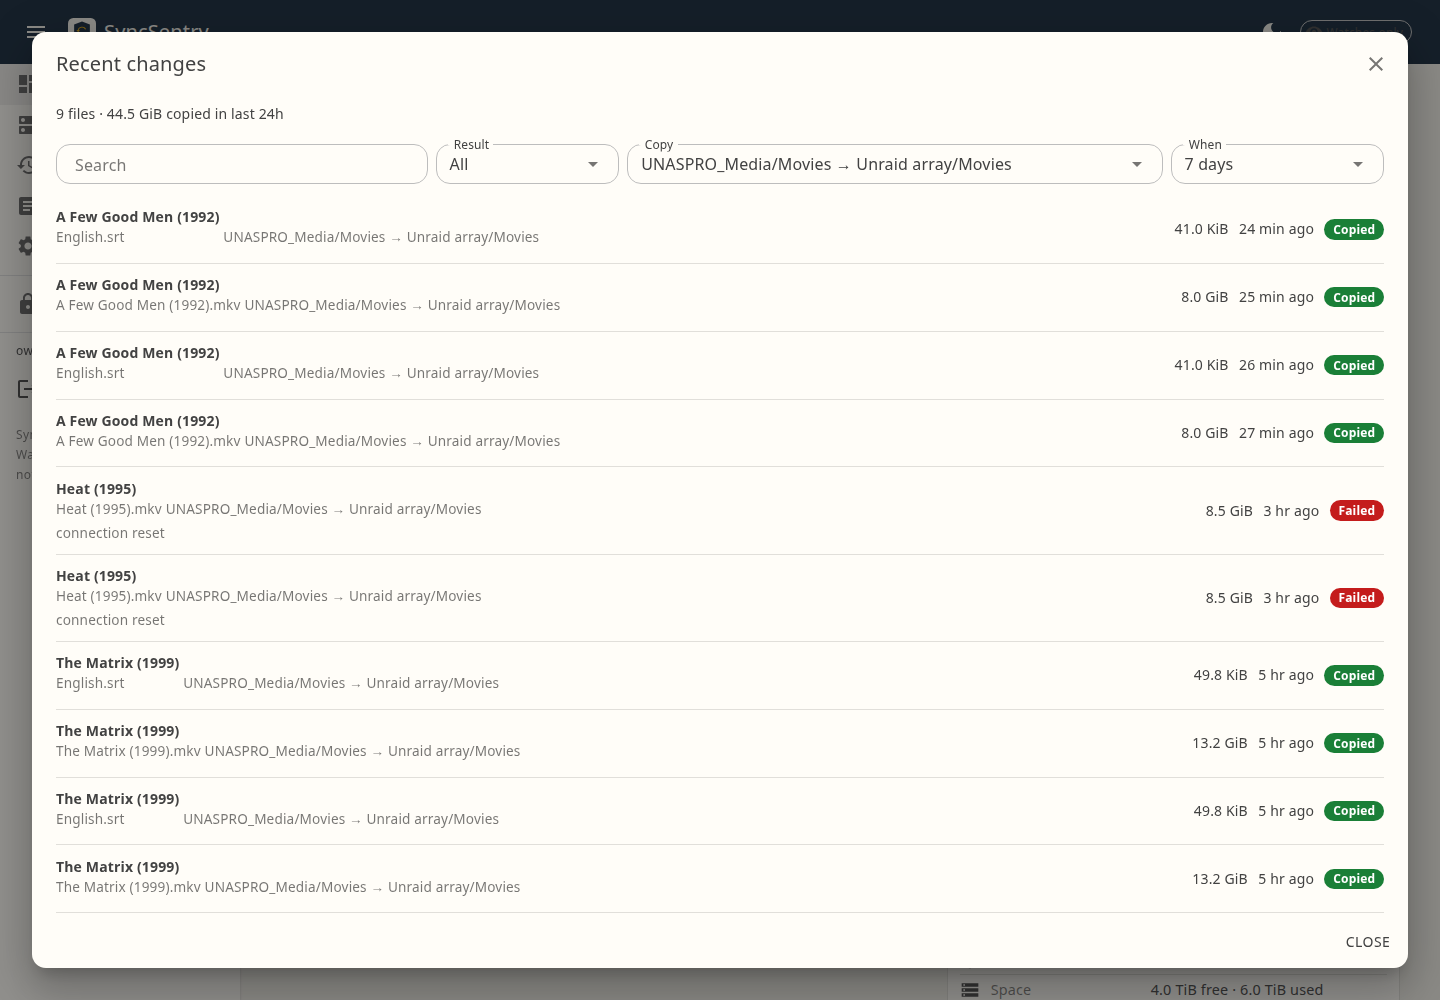 SyncSentry
Recent changes
9 files · 44.5 GiB copied in last 24h
Search
Result
All
Copy
UNASPRO_Media/Movies → Unraid array/Movies
When
7 days
A Few Good Men (1992)
English.srt UNASPRO_Media/Movies → Unraid array/Movies
41.0 KiB 24 min ago Copied
A Few Good Men (1992)
A Few Good Men (1992).mkv UNASPRO_Media/Movies → Unraid array/Movies
8.0 GiB 25 min ago Copied
A Few Good Men (1992)
English.srt UNASPRO_Media/Movies → Unraid array/Movies
41.0 KiB 26 min ago Copied
A Few Good Men (1992)
A Few Good Men (1992).mkv UNASPRO_Media/Movies → Unraid array/Movies
8.0 GiB 27 min ago Copied
Heat (1995)
Heat (1995).mkv UNASPRO_Media/Movies → Unraid array/Movies
connection reset
8.5 GiB 3 hr ago Failed
Heat (1995)
Heat (1995).mkv UNASPRO_Media/Movies → Unraid array/Movies
connection reset
8.5 GiB 3 hr ago Failed
The Matrix (1999)
English.srt UNASPRO_Media/Movies → Unraid array/Movies
49.8 KiB 5 hr ago Copied
The Matrix (1999)
The Matrix (1999).mkv UNASPRO_Media/Movies → Unraid array/Movies
13.2 GiB 5 hr ago Copied
The Matrix (1999)
English.srt UNASPRO_Media/Movies → Unraid array/Movies
49.8 KiB 5 hr ago Copied
The Matrix (1999)
The Matrix (1999).mkv UNASPRO_Media/Movies → Unraid array/Movies
13.2 GiB 5 hr ago Copied
CLOSE
Space 4.0 TiB free · 6.0 TiB used